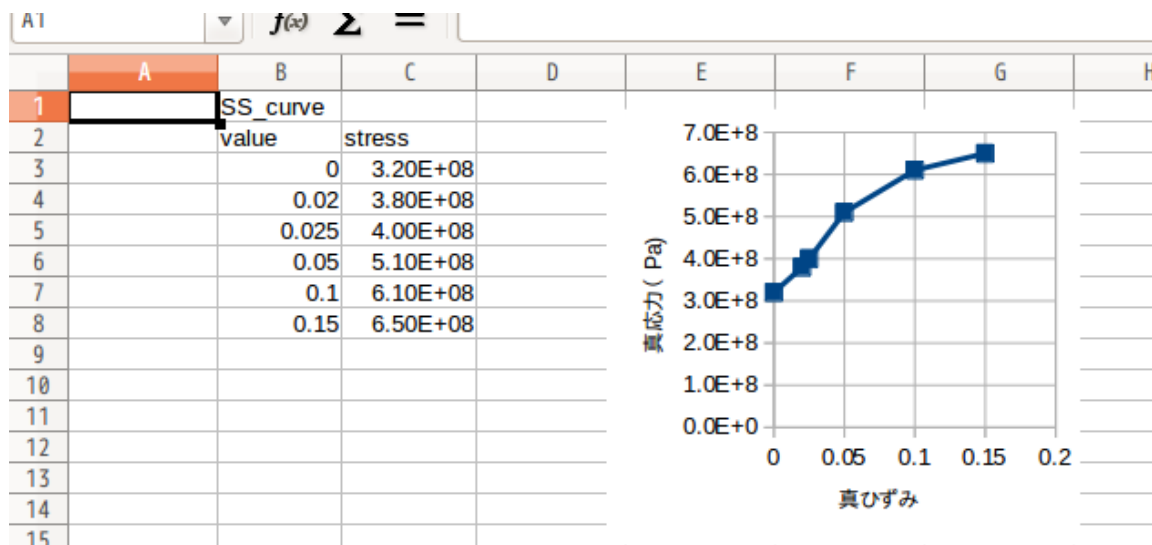 A1 f(x) Σ =
A B C D E F G H
1 SS_curve
2 value stress
3 0 3.20E+08
4 0.02 3.80E+08
5 0.025 4.00E+08
6 0.05 5.10E+08
7 0.1 6.10E+08
8 0.15 6.50E+08
9
10
11
12
13
14
15
7.0E+8
6.0E+8
5.0E+8
4.0E+8
3.0E+8
2.0E+8
1.0E+8
0.0E+0
0 0.05 0.1 0.15 0.2
真応力( Pa)
真ひずみ